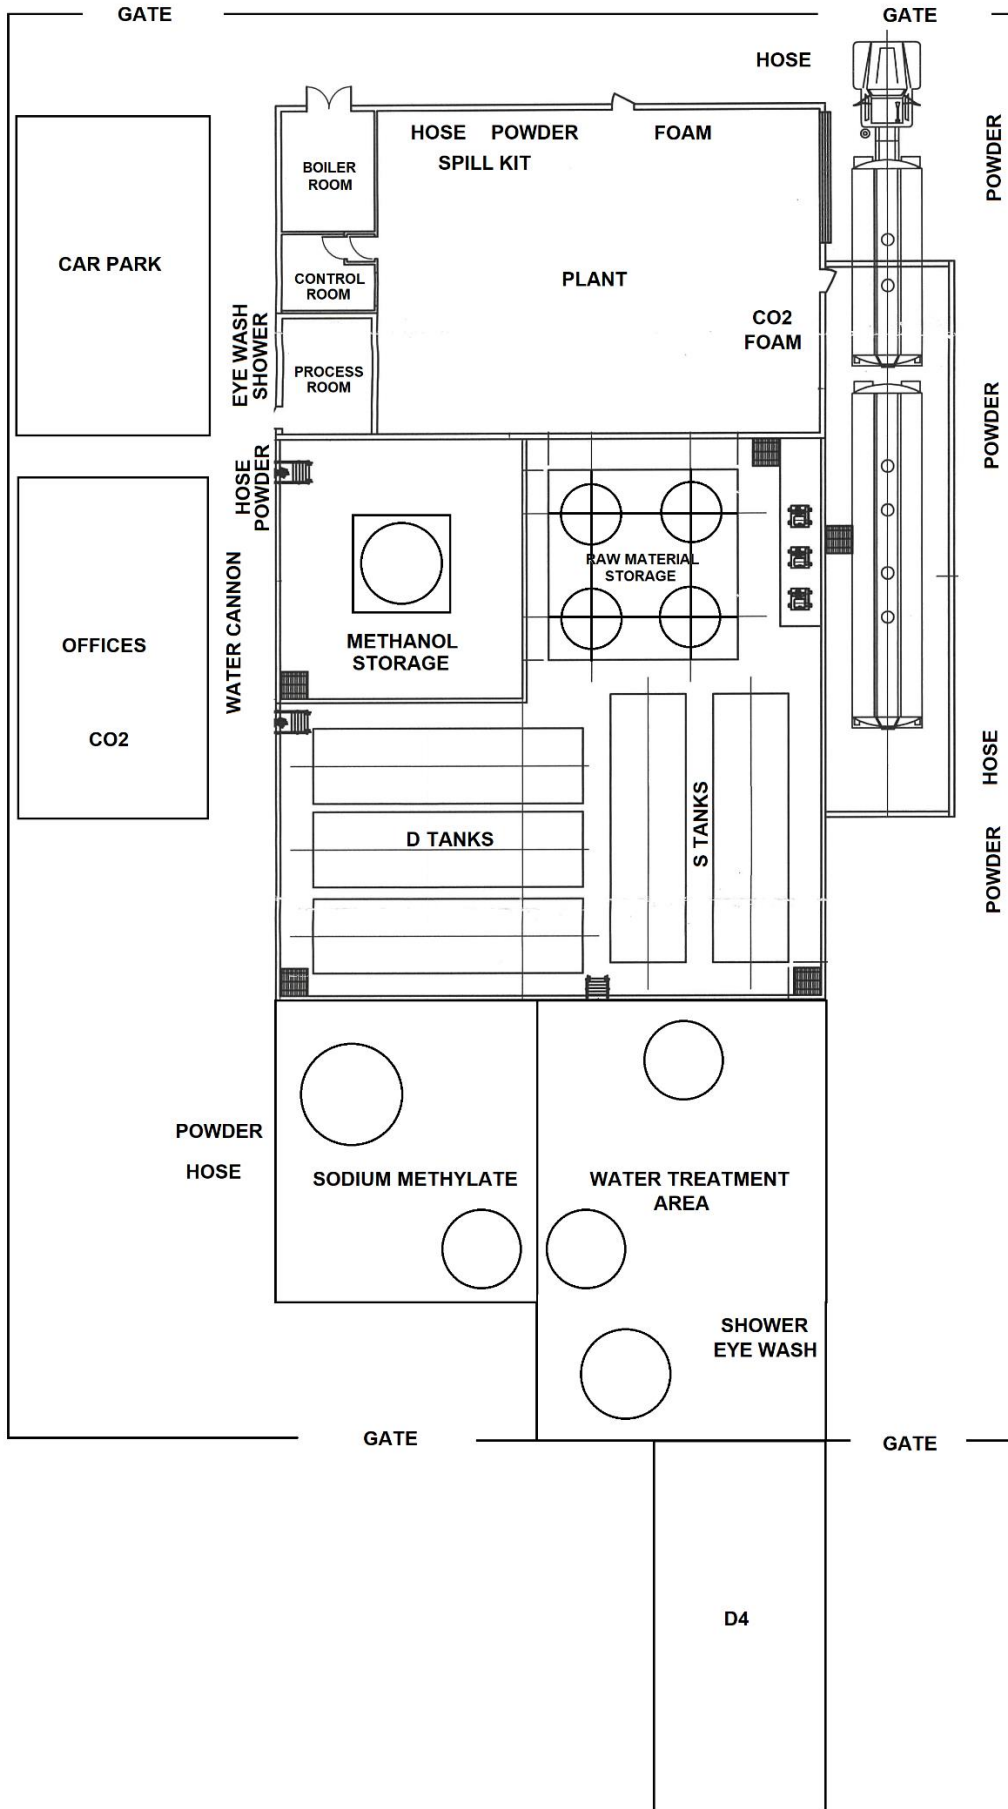 GATE
GATE
HOSE
POWDER
HOSE POWDER FOAM
SPILL KIT
BOILER
ROOM
CAR PARK
CONTROL
ROOM
PLANT
CO2
FOAM
EYE WASH
SHOWER
PROCESS
ROOM
POWDER
HOSE
POWDER
WATER CANNON
RAW MATERIAL
STORAGE
METHANOL
STORAGE
OFFICES
CO2
HOSE
D TANKS
S TANKS
POWDER
POWDER
HOSE
SODIUM METHYLATE
WATER TREATMENT
AREA
SHOWER
EYE WASH
GATE
GATE
D4